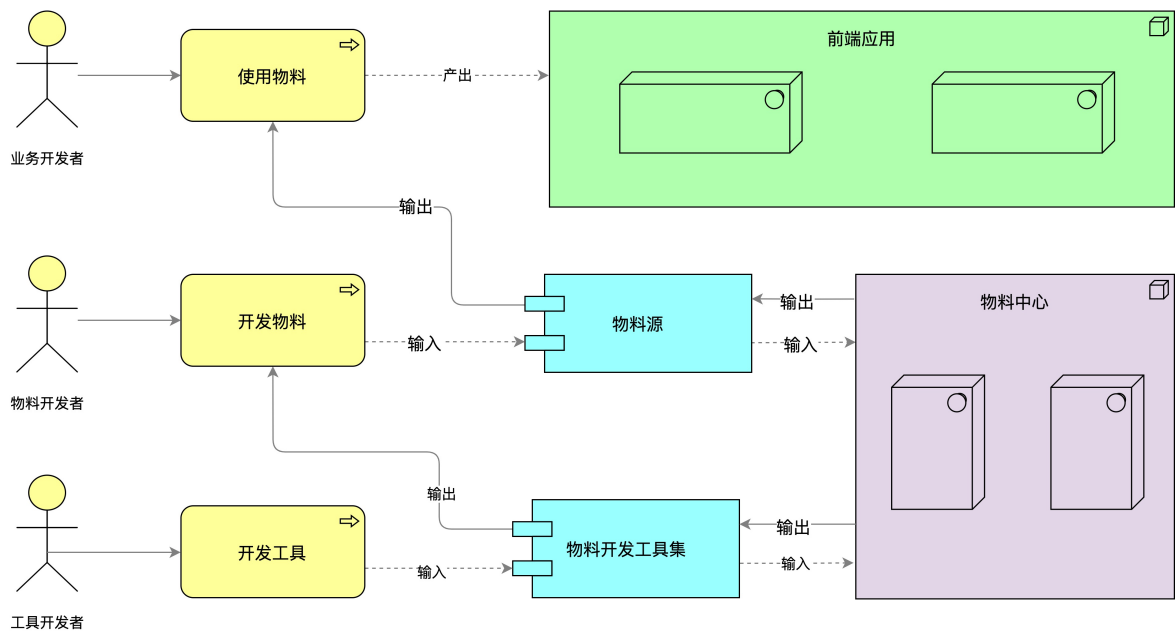 前端应用
使用物料
产出
业务开发者
输出
物料中心
输出
开发物料
物料源
输入
输入
物料开发者
输出
输出
开发工具
物料开发工具集
输入
输入
工具开发者